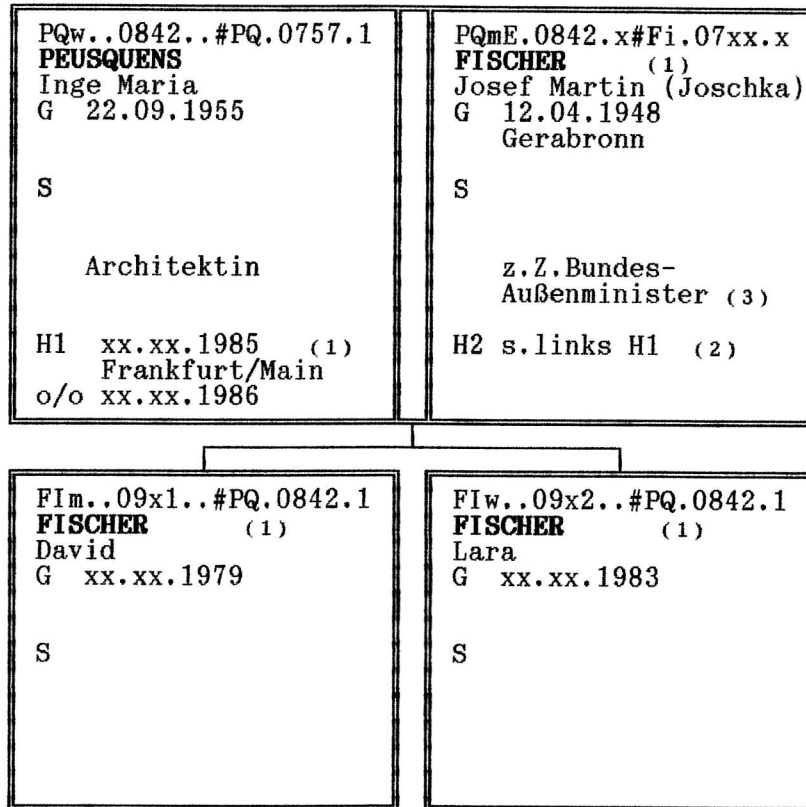 PQw..0842..#PQ.0757.1
PEUSQUENS
Inge Maria
G 22.09.1955
S
Architektin
H1 xx.xx.1985 (1)
Frankfurt/Main
o/o xx.xx.1986
PQmE.0842.x#Fi.07xx.x
FISCHER (1)
Josef Martin (Joschka)
G 12.04.1948
Gerabronn
S
z.Z.Bundes-
Außenminister (3)
H2 s.links H1 (2)
FIm..09x1..#PQ.0842.1
FISCHER (1)
David
G xx.xx.1979
S
FIw..09x2..#PQ.0842.1
FISCHER (1)
Lara
G xx.xx.1983
S